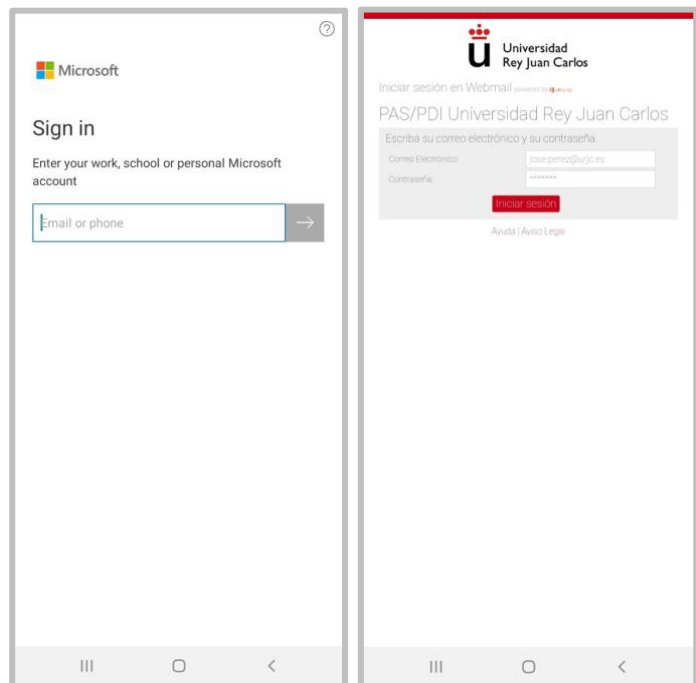 Microsoft
Sign in
Enter your work, school or personal Microsoft
account
Email or phone
Universidad
Rey Juan Carlos
Iniciar sesión en Webmail powered by
PAS/PDI Universidad Rey Juan Carlos
Escriba su correo electrónico y su contraseña.
Correo Electrónico: jose.perez@urjc.es
Contraseña: *******
Iniciar sesión
Ayuda | Aviso Legal